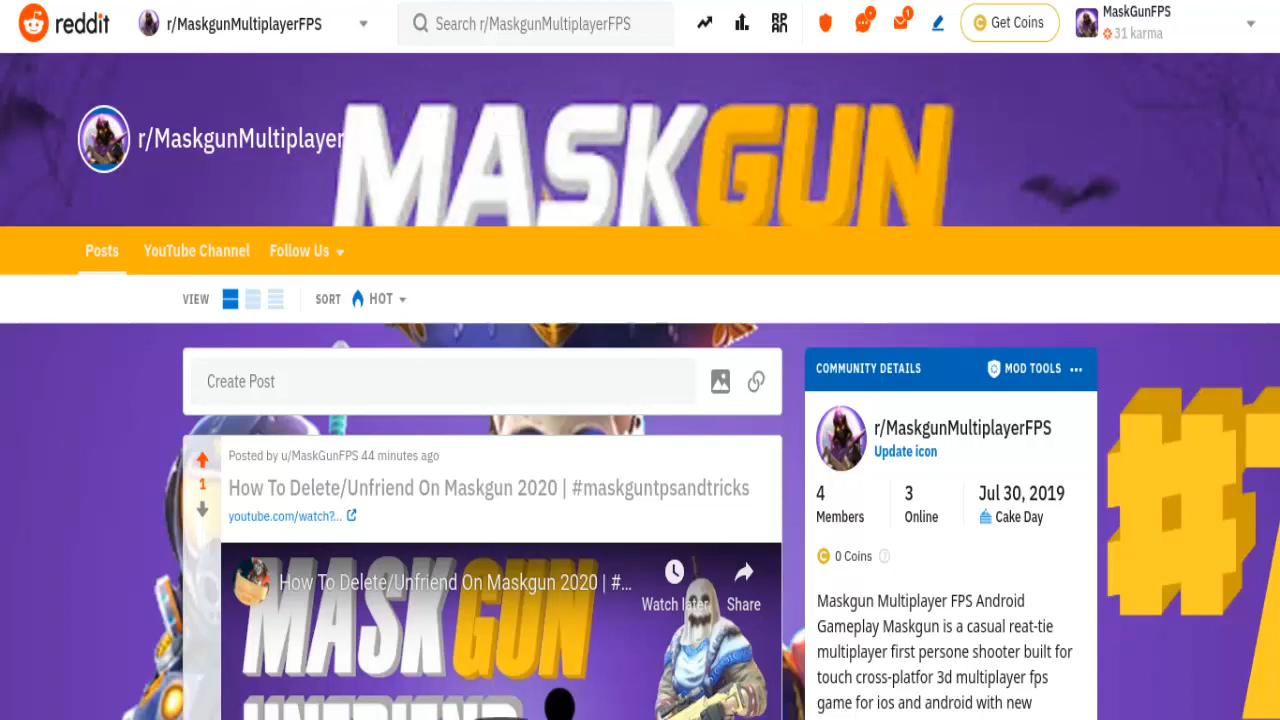 reddit
r/MaskgunMultiplayerFPS
Search r/MaskgunMultiplayerFPS
1
Get Coins
MaskGunFPS
31 karma
MASKGUN
r/MaskgunMultiplayer
Posts
YouTube Channel
Follow Us
VIEW
SORT
HOT
Create Post
COMMUNITY DETAILS
MOD TOOLS
r/MaskgunMultiplayerFPS
Update icon
Posted by u/MaskGunFPS 44 minutes ago
1
How To Delete/Unfriend On Maskgun 2020 | #maskguntpsandtricks
youtube.com/watch?...
4
Members
3
Online
Jul 30, 2019
Cake Day
0 Coins
How To Delete/Unfriend On Maskgun 2020 | #...
Watch later
Share
MASK GUN
UNFRIEND
Maskgun Multiplayer FPS Android
Gameplay Maskgun is a casual reat-tie
multiplayer first persone shooter built for
touch cross-platfor 3d multiplayer fps
game for ios and android with new
#